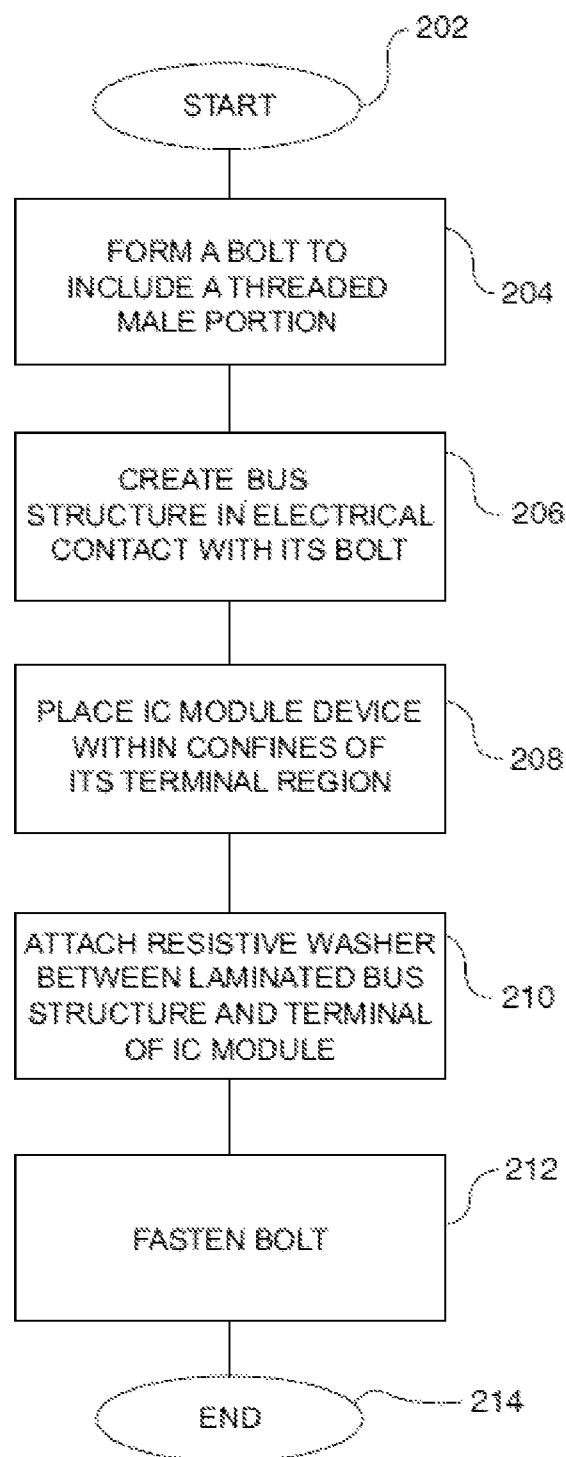 202
START
FORM A BOLT TO
INCLUDE A THREADED
MALE PORTION
204
CREATE BUS
STRUCTURE IN ELECTRICAL
CONTACT WITH ITS BOLT
206
PLACE IC MODULE DEVICE
WITHIN CONFINES OF
ITS TERMINAL REGION
208
ATTACH RESISTIVE WASHER
BETWEEN LAMINATED BUS
STRUCTURE AND TERMINAL
OF IC MODULE
210
212
FASTEN BOLT
END
214